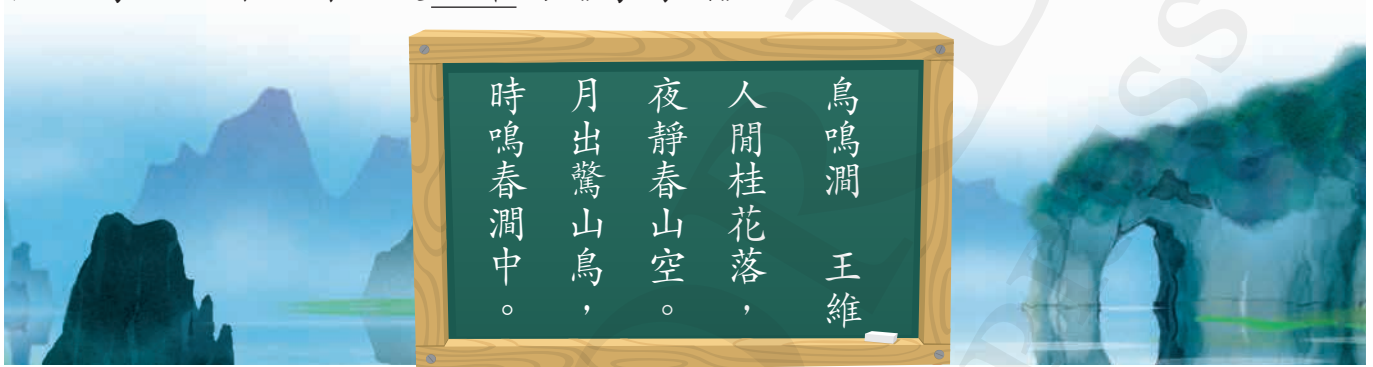 鳥鳴澗 王維
人閒桂花落，
夜靜春山空。
月出驚山鳥，
時鳴春澗中。